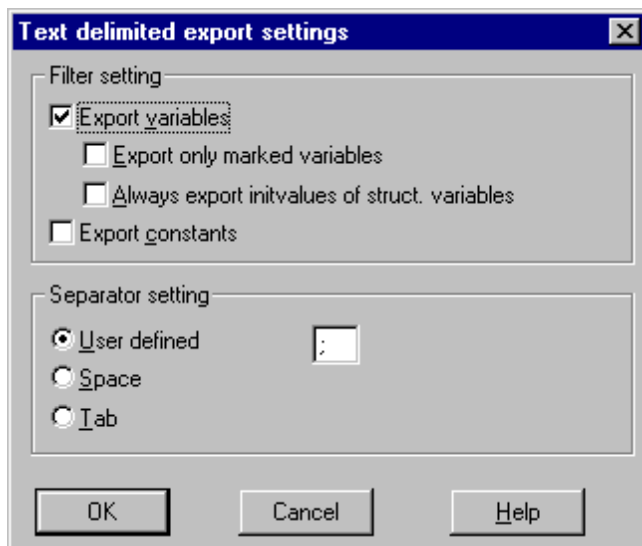 Text delimited export settings
Filter setting
Export variables
Export only marked variables
Always export initvalues of struct. variables
Export constants
Separator setting
User defined ;
Space
Tab
OK Cancel Help